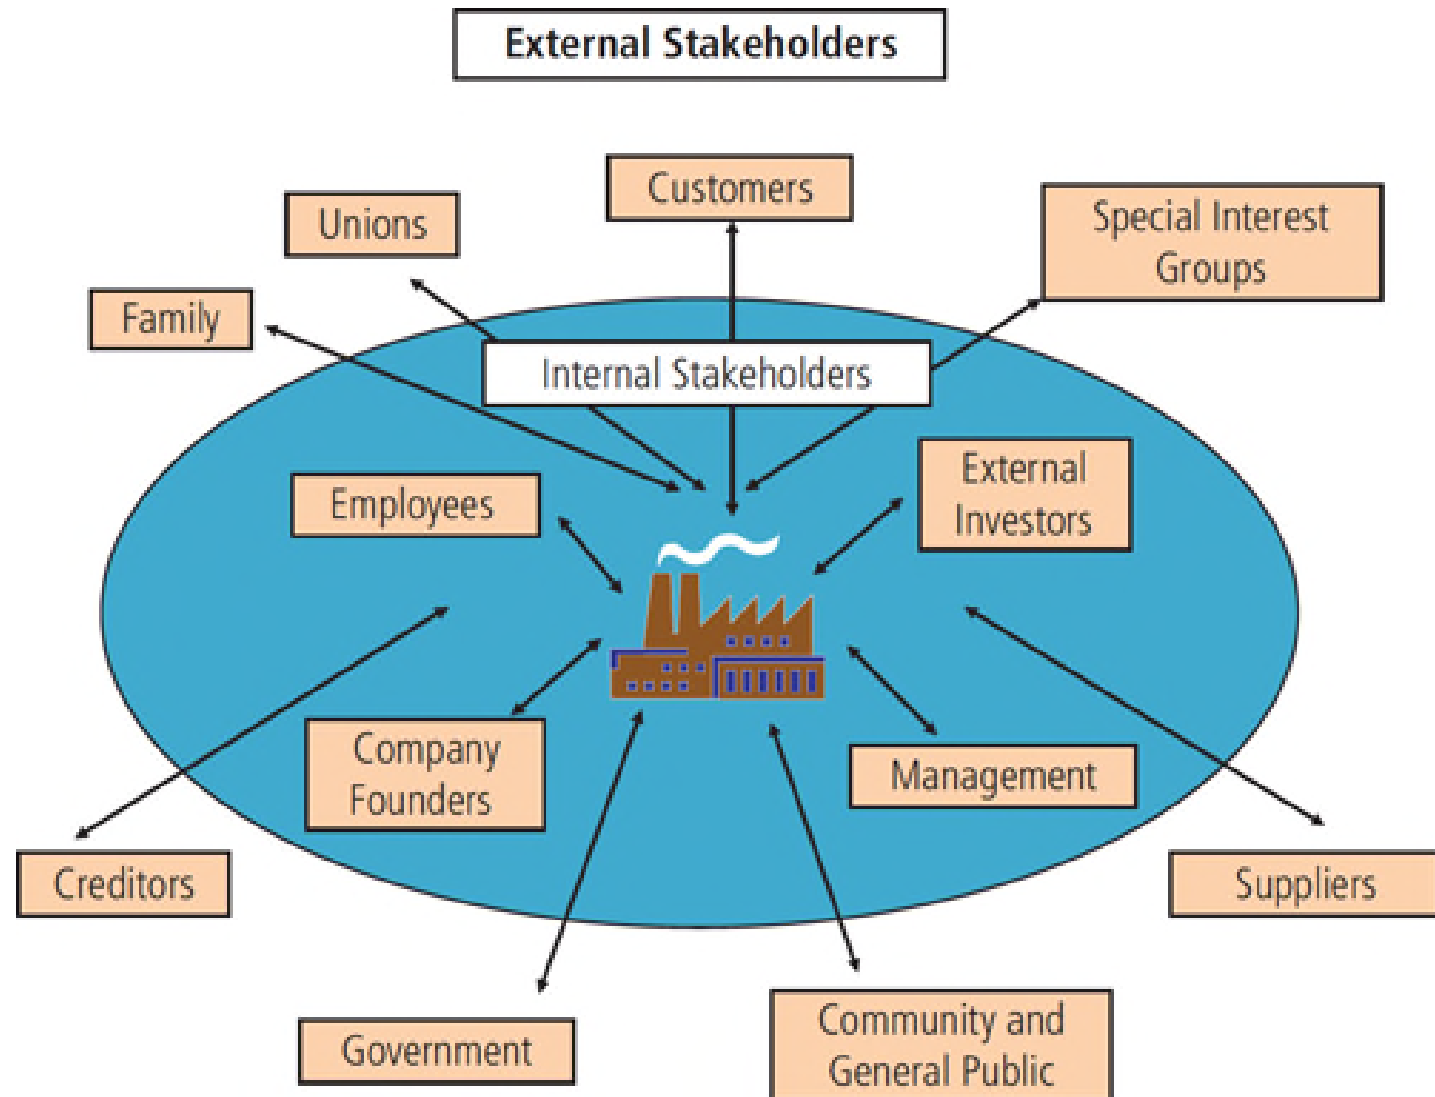 External Stakeholders
Customers
Unions
Special Interest
Groups
Family
Internal Stakeholders
Employees
External
Investors
Company
Founders
Management
Creditors
Suppliers
Government
Community and
General Public